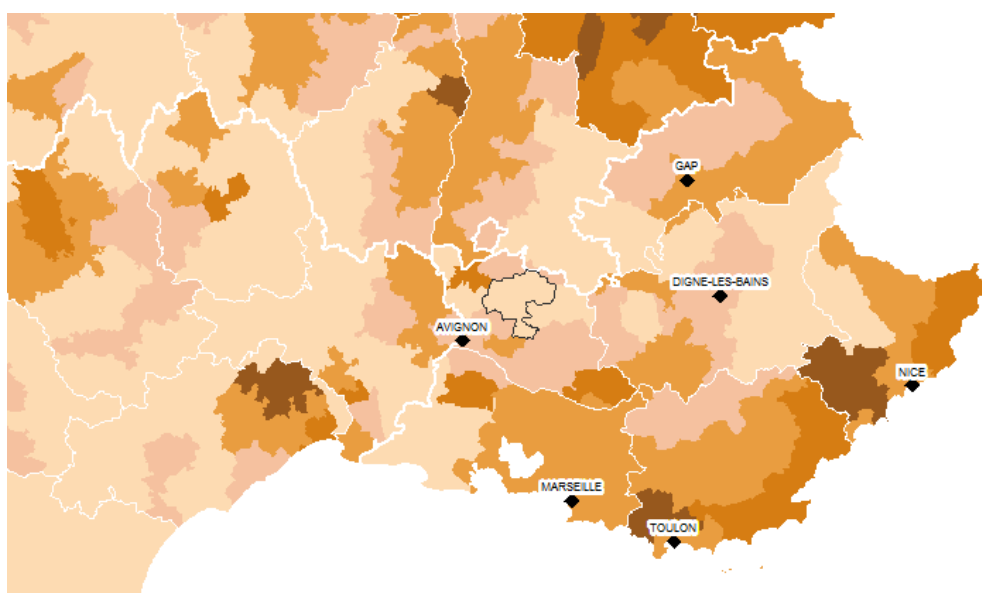 GAP
DIGNE-LES-BAINS
AVIGNON
NICE
MARSEILLE
TOULON